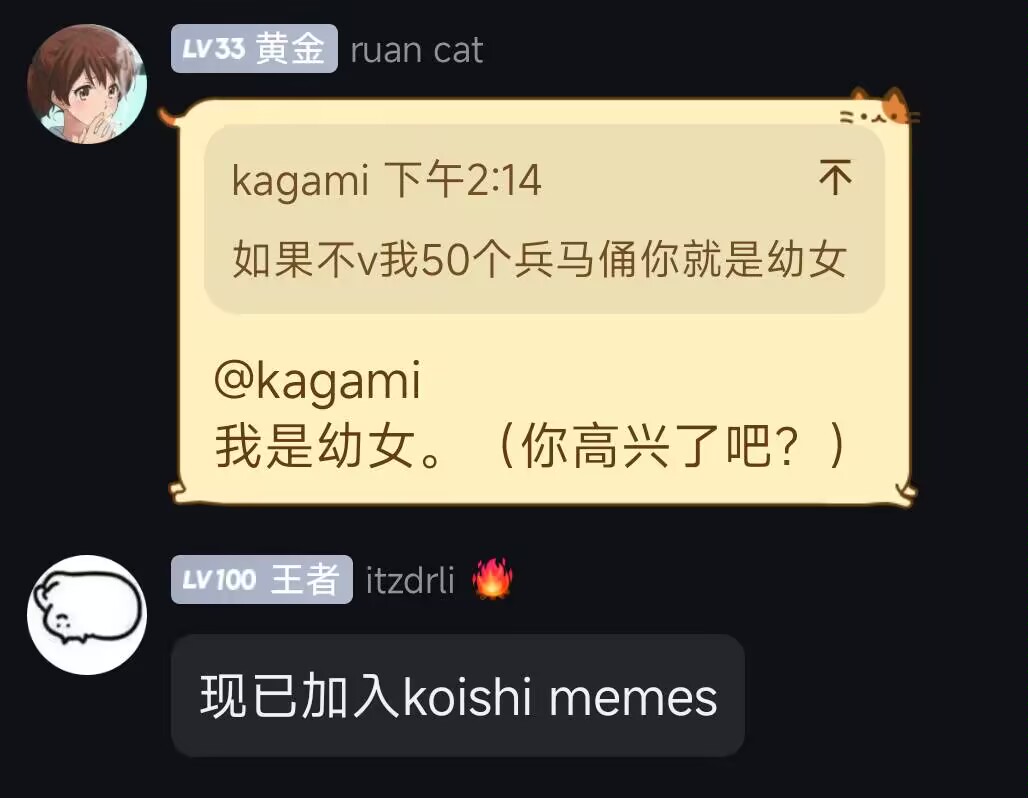 LV33 黄金 ruan cat
kagami 下午2:14
如果不v我50个兵马俑你就是幼女
@kagami
我是幼女。（你高兴了吧？）
LV100 王者 itzdrli 🔥
现已加入koishi memes